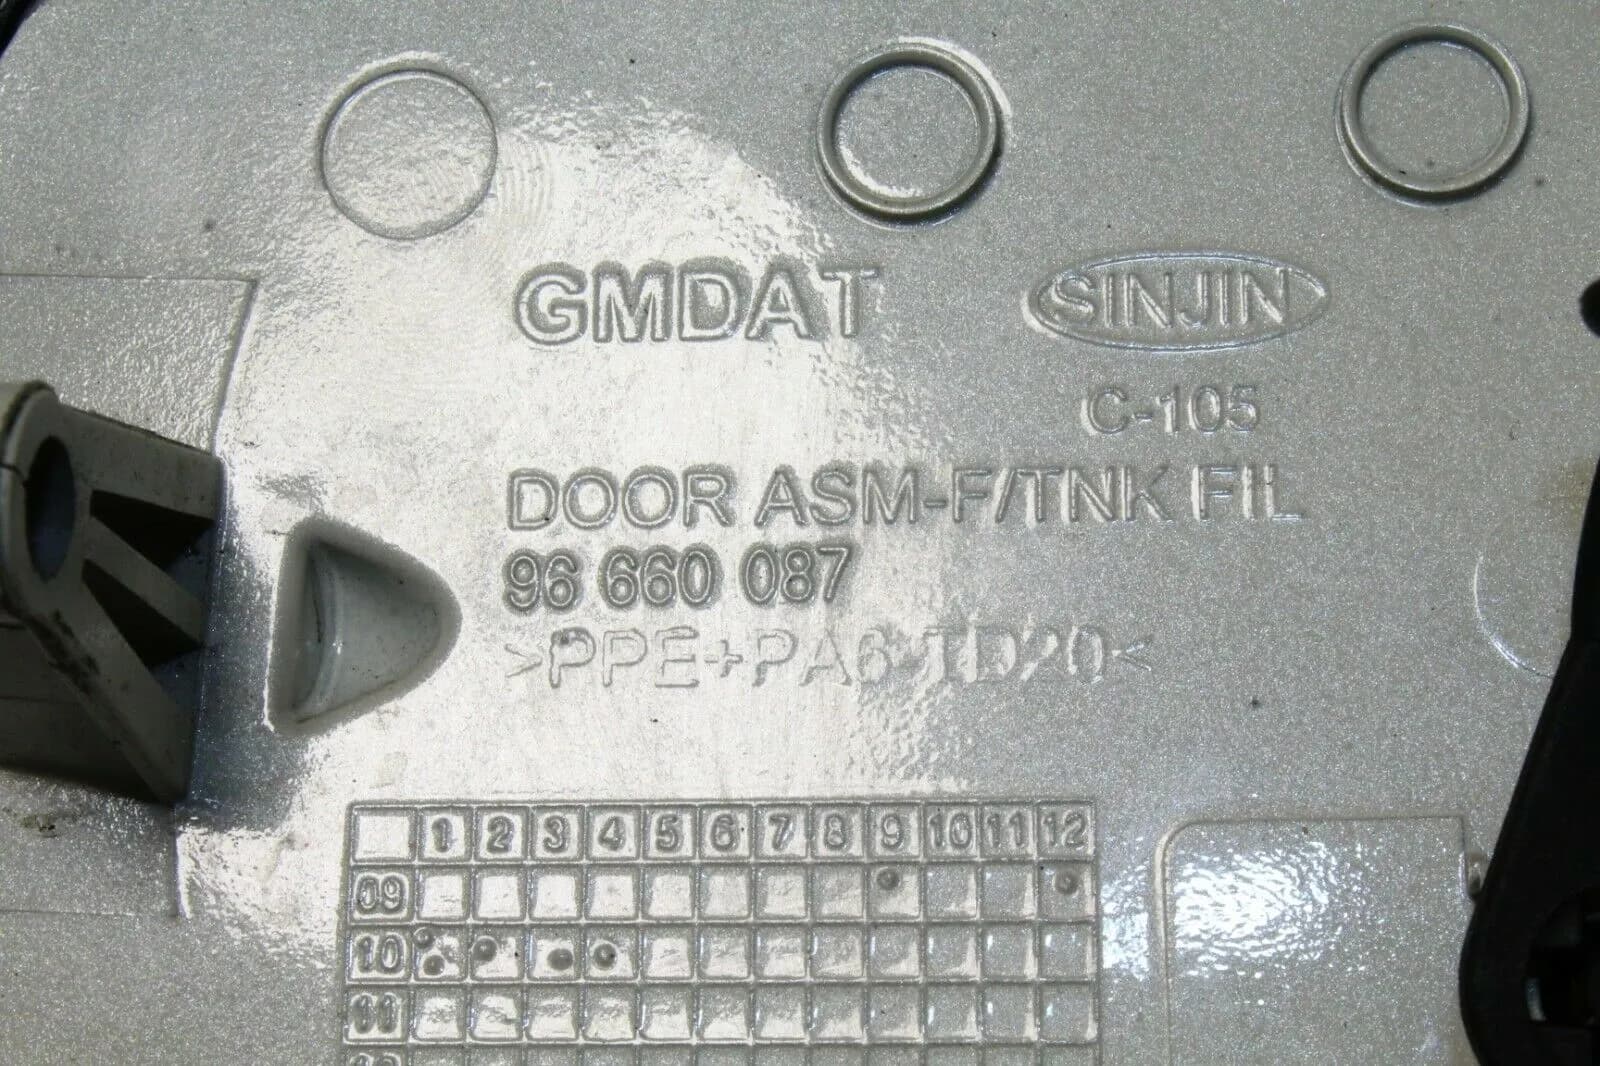 GMDAT
SINJIN
C-105
DOOR ASM-F/TNK FIL
96 660 087
>PPE+PA6-TD20<
1 2 3 4 5 6 7 8 9 10 11 12
09
10
11